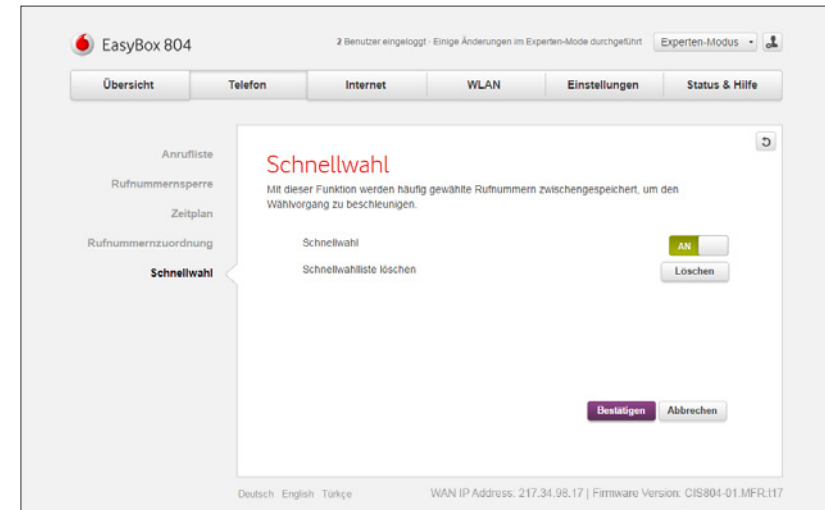 EasyBox 804
2 Benutzer eingeloggt · Einige Änderungen im Experten-Mode durchgeführt
Experten-Modus
Übersicht Telefon Internet WLAN Einstellungen Status & Hilfe
Anrufliste
Rufnummernsperre
Zeitplan
Rufnummernzuordnung
Schnellwahl
Schnellwahl
Mit dieser Funktion werden häufig gewählte Rufnummern zwischengespeichert, um den
Wählvorgang zu beschleunigen.
Schnellwahl AN
Schnellwahlliste löschen Löschen
Bestätigen Abbrechen
Deutsch English Türkçe WAN IP Address: 217.34.98.17 | Firmware Version: CIS804-01.MFR.t17